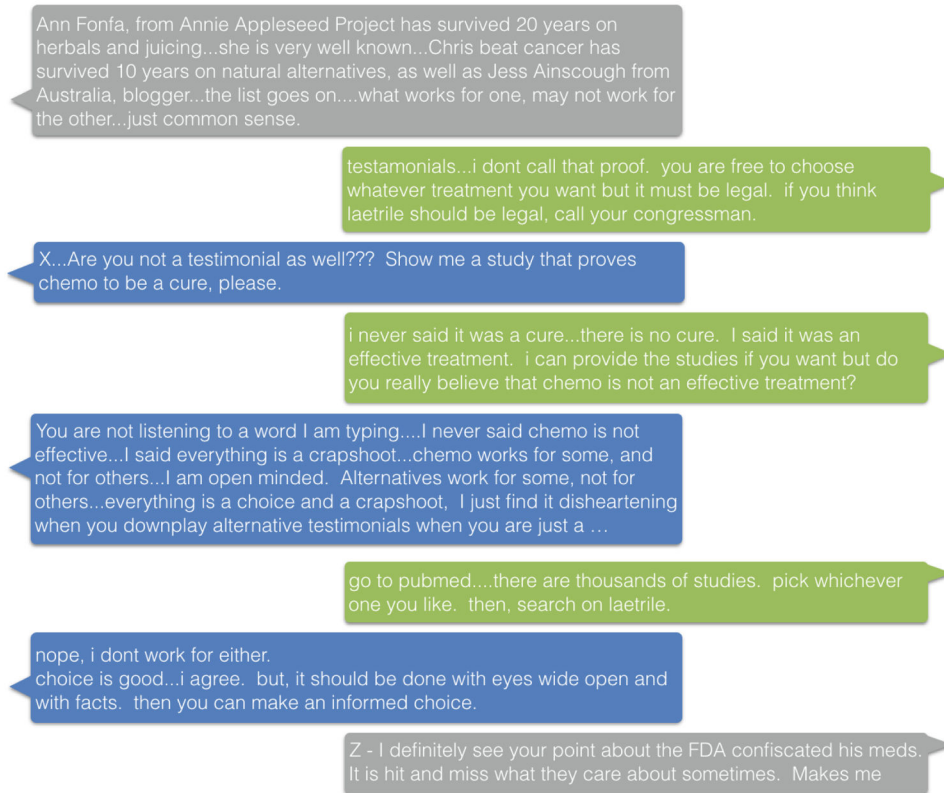 Ann Fonfa, from Annie Appleseed Project has survived 20 years on
herbals and juicing...she is very well known...Chris beat cancer has
survived 10 years on natural alternatives, as well as Jess Ainscough from
Australia, blogger...the list goes on....what works for one, may not work for
the other...just common sense.
testamonials...i dont call that proof.  you are free to choose
whatever treatment you want but it must be legal.  if you think
laetrile should be legal, call your congressman.
X...Are you not a testimonial as well???  Show me a study that proves
chemo to be a cure, please.
i never said it was a cure...there is no cure.  I said it was an
effective treatment.  i can provide the studies if you want but do
you really believe that chemo is not an effective treatment?
You are not listening to a word I am typing....I never said chemo is not
effective...I said everything is a crapshoot...chemo works for some, and
not for others...I am open minded.  Alternatives work for some, not for
others...everything is a choice and a crapshoot,  I just find it disheartening
when you downplay alternative testimonials when you are just a …
go to pubmed....there are thousands of studies.  pick whichever
one you like.  then, search on laetrile.
nope, i dont work for either.
choice is good...i agree.  but, it should be done with eyes wide open and
with facts.  then you can make an informed choice.
Z - I definitely see your point about the FDA confiscated his meds.
It is hit and miss what they care about sometimes.  Makes me